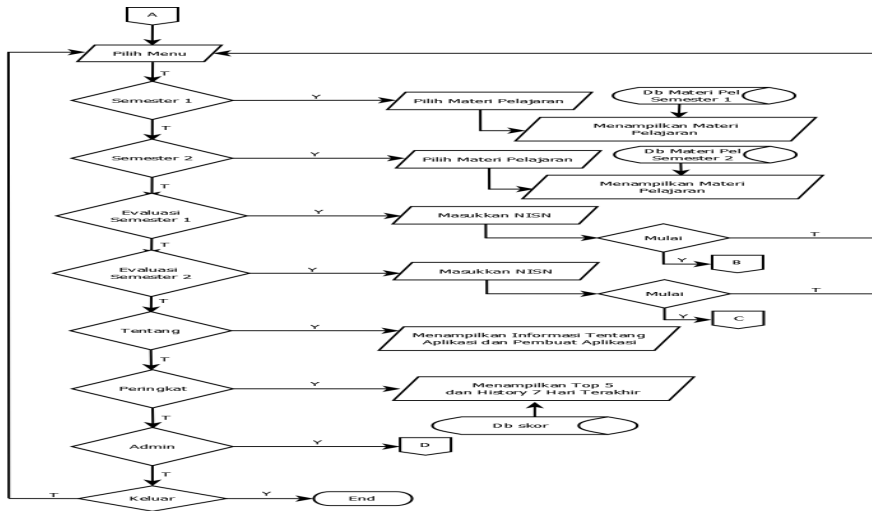 A
Pilih Menu
T
Semester 1
Y
Pilih Materi Pelajaran
Db Materi Pel
Semester 1
Menampilkan Materi
Pelajaran
T
Semester 2
Y
Pilih Materi Pelajaran
Db Materi Pel
Semester 2
Menampilkan Materi
Pelajaran
T
Evaluasi
Semester 1
Y
Masukkan NISN
Mulai
T
Y
B
T
Evaluasi
Semester 2
Y
Masukkan NISN
Mulai
T
Y
C
T
Tentang
Y
Menampilkan Informasi Tentang
Aplikasi dan Pembuat Aplikasi
T
Peringkat
Y
Menampilkan Top 5
dan History 7 Hari Terakhir
Db skor
T
Admin
Y
D
T
T
Keluar
Y
End